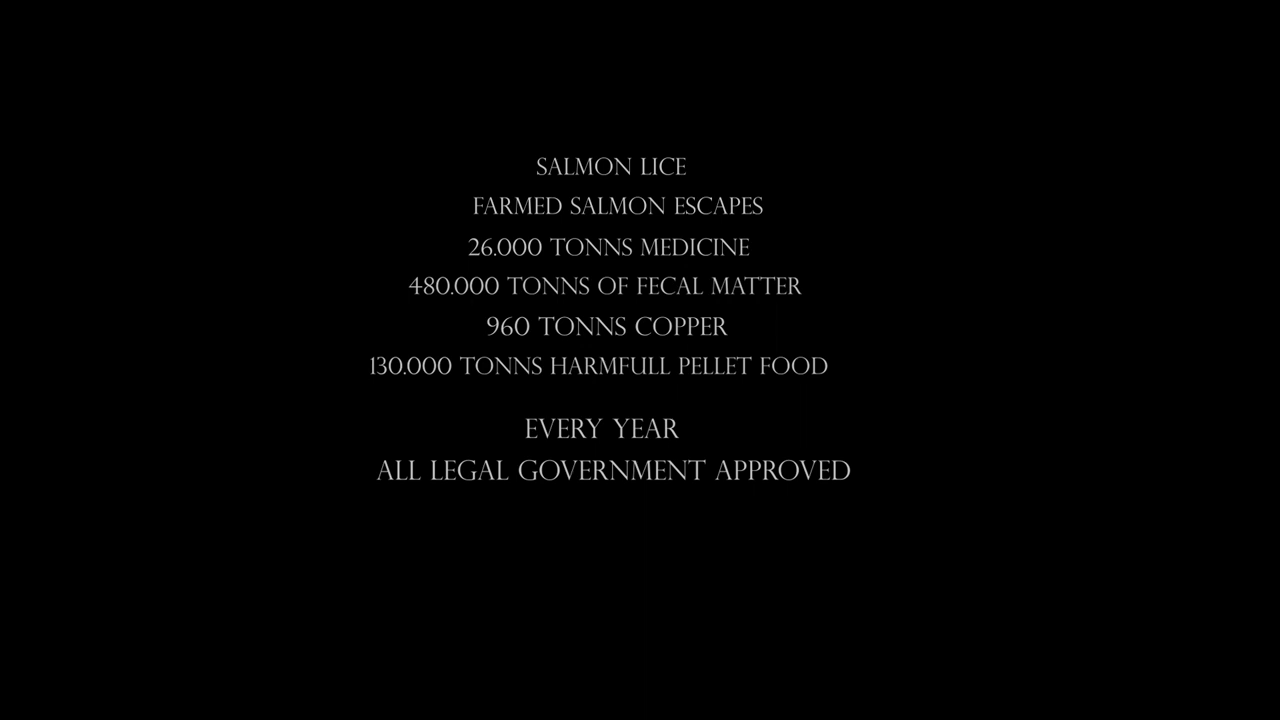 SALMON LICE
FARMED SALMON ESCAPES
26.000 TONNS MEDICINE
480.000 TONNS OF FECAL MATTER
960 TONNS COPPER
130.000 TONNS HARMFULL PELLET FOOD
EVERY YEAR
ALL LEGAL GOVERNMENT APPROVED